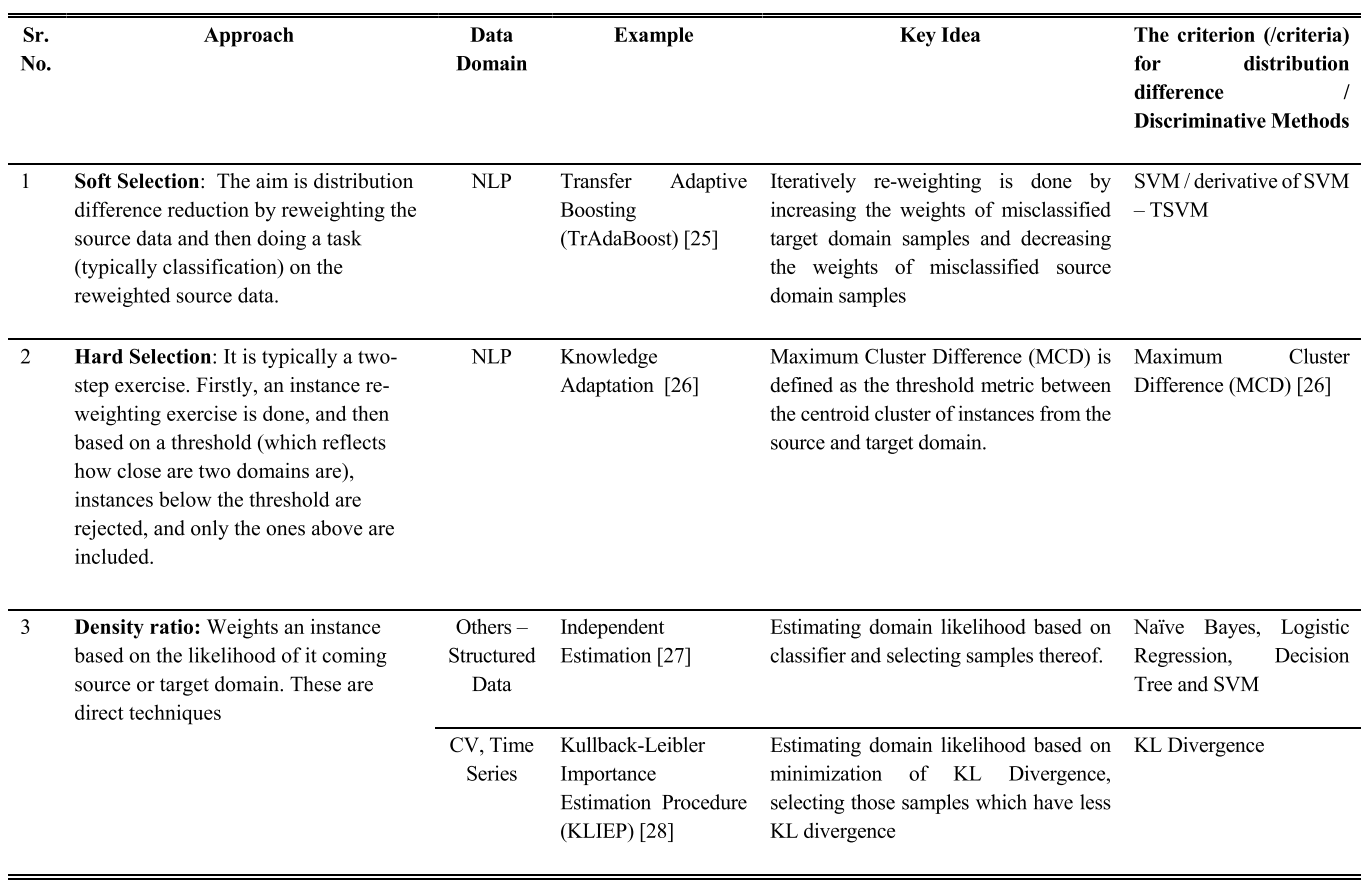 Sr. No.
Approach
Data Domain
Example
Key Idea
The criterion (/criteria)
for distribution
difference /
Discriminative Methods
1
Soft Selection: The aim is distribution
difference reduction by reweighting the
source data and then doing a task
(typically classification) on the
reweighted source data.
NLP
Transfer Adaptive
Boosting
(TrAdaBoost) [25]
Iteratively re-weighting is done by
increasing the weights of misclassified
target domain samples and decreasing
the weights of misclassified source
domain samples
SVM / derivative of SVM
– TSVM
2
Hard Selection: It is typically a two-
step exercise. Firstly, an instance re-
weighting exercise is done, and then
based on a threshold (which reflects
how close are two domains are),
instances below the threshold are
rejected, and only the ones above are
included.
NLP
Knowledge
Adaptation [26]
Maximum Cluster Difference (MCD) is
defined as the threshold metric between
the centroid cluster of instances from the
source and target domain.
Maximum Cluster
Difference (MCD) [26]
3
Density ratio: Weights an instance
based on the likelihood of it coming
source or target domain. These are
direct techniques
Others –
Structured
Data
Independent
Estimation [27]
Estimating domain likelihood based on
classifier and selecting samples thereof.
Naïve Bayes, Logistic
Regression, Decision
Tree and SVM
CV, Time
Series
Kullback-Leibler
Importance
Estimation Procedure
(KLIEP) [28]
Estimating domain likelihood based on
minimization of KL Divergence,
selecting those samples which have less
KL divergence
KL Divergence